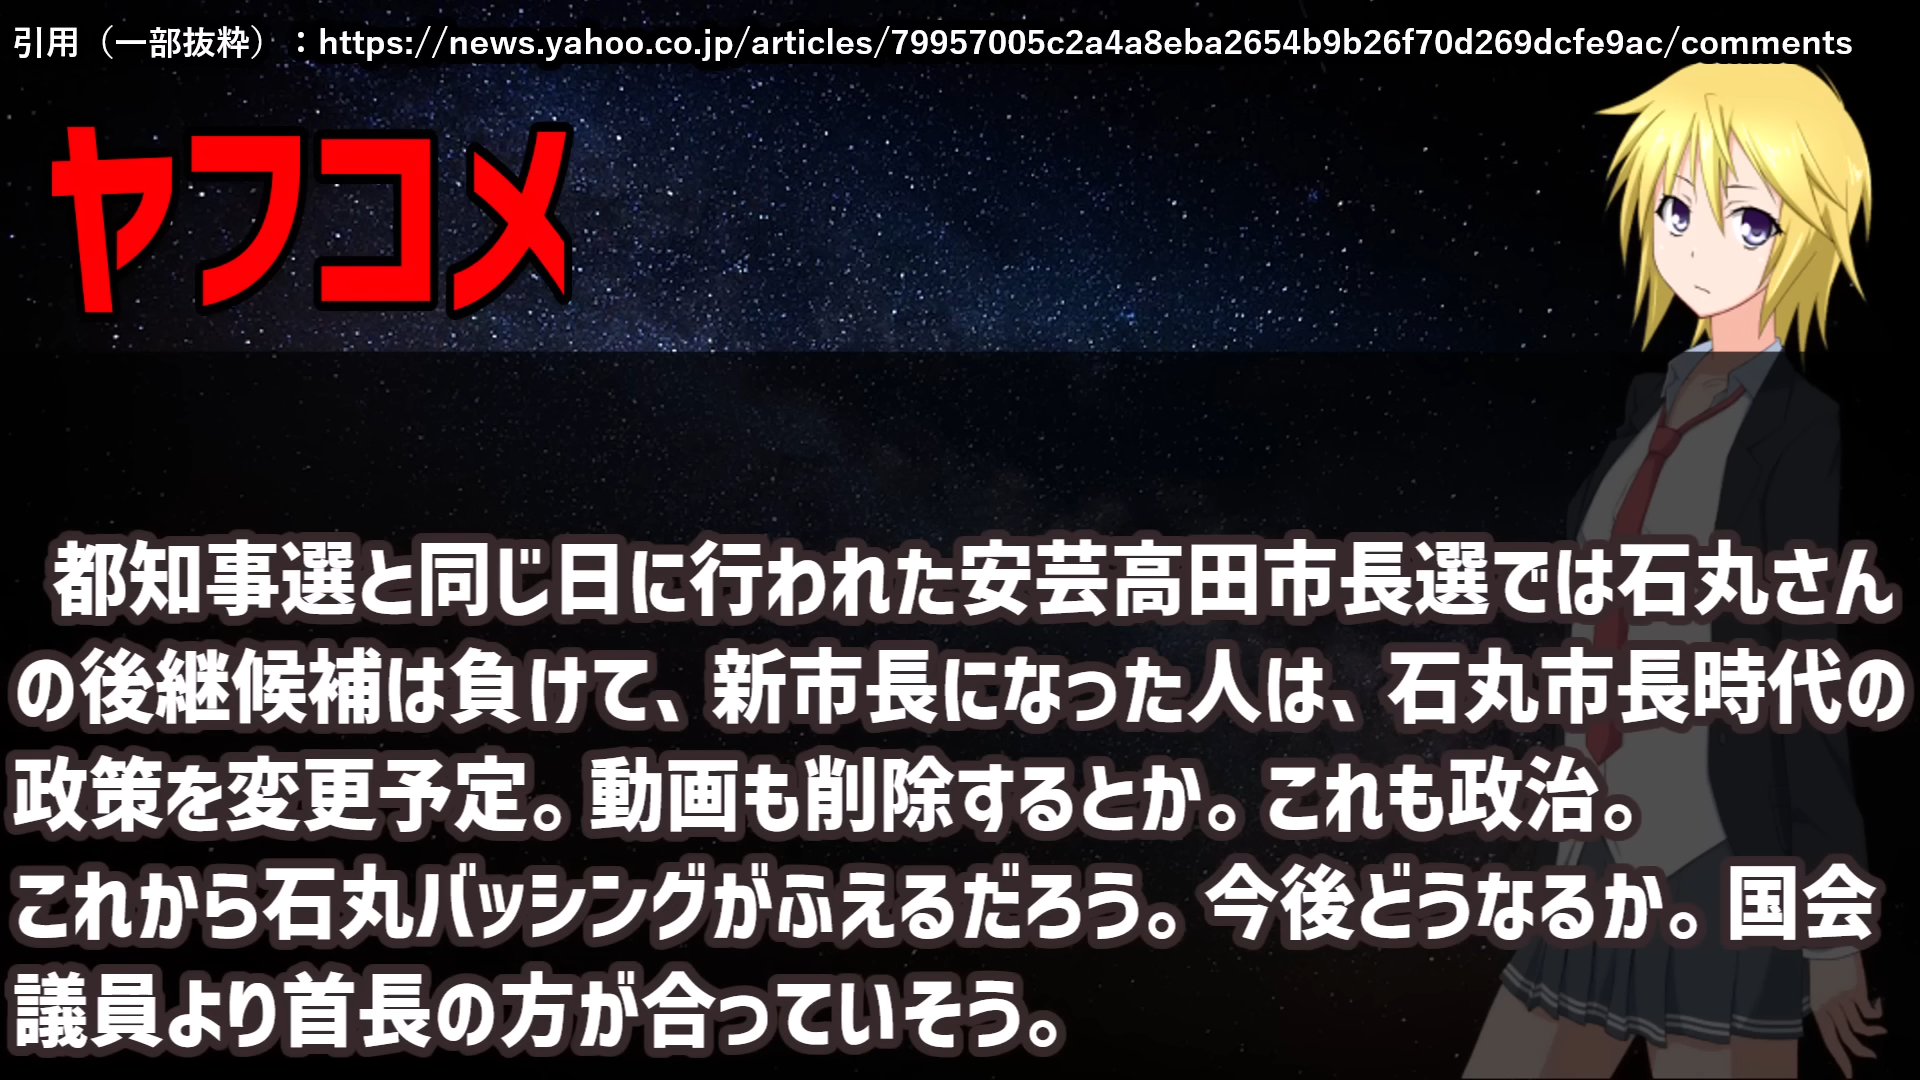 引用（一部抜粋）：https://news.yahoo.co.jp/articles/79957005c2a4a8eba2654b9b26f70d269dcfe9ac/comments
ヤフコメ
都知事選と同じ日に行われた安芸高田市長選では石丸さん
の後継候補は負けて、新市長になった人は、石丸市長時代の
政策を変更予定。動画も削除するとか。これも政治。
これから石丸バッシングがふえるだろう。今後どうなるか。国会
議員より首長の方が合っていそう。